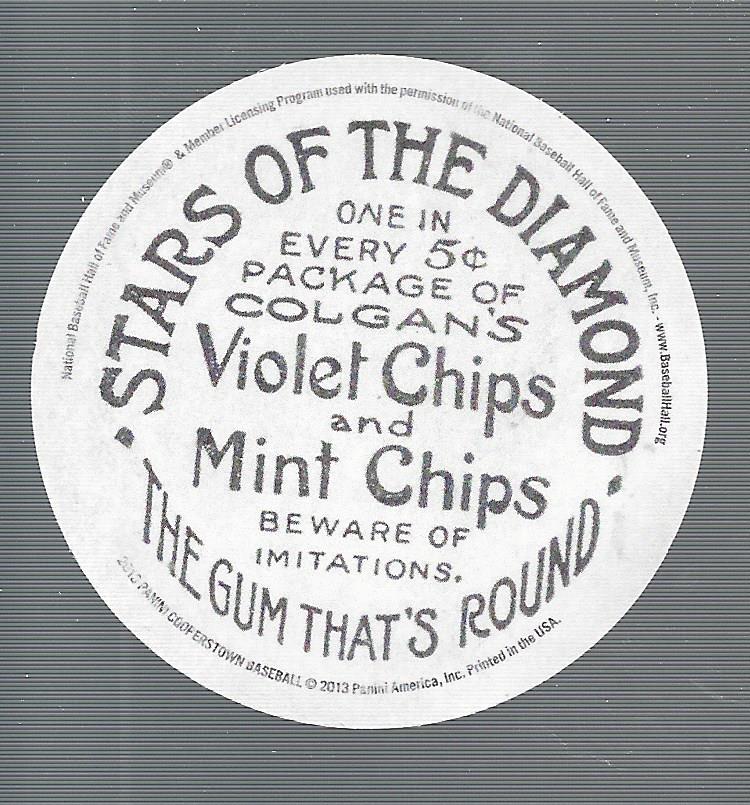 National Baseball Hall of Fame and Museum® & Member Licensing Program used with the permission of the National Baseball Hall of Fame and Museum, Inc. - www.BaseballHall.org
• STARS OF THE DIAMOND •
ONE IN
EVERY 5¢
PACKAGE OF
COLGAN'S
Violet Chips
and
Mint Chips
BEWARE OF
IMITATIONS.
THE GUM THAT'S ROUND
2013 PANINI COOPERSTOWN BASEBALL © 2013 Panini America, Inc. Printed in the USA.